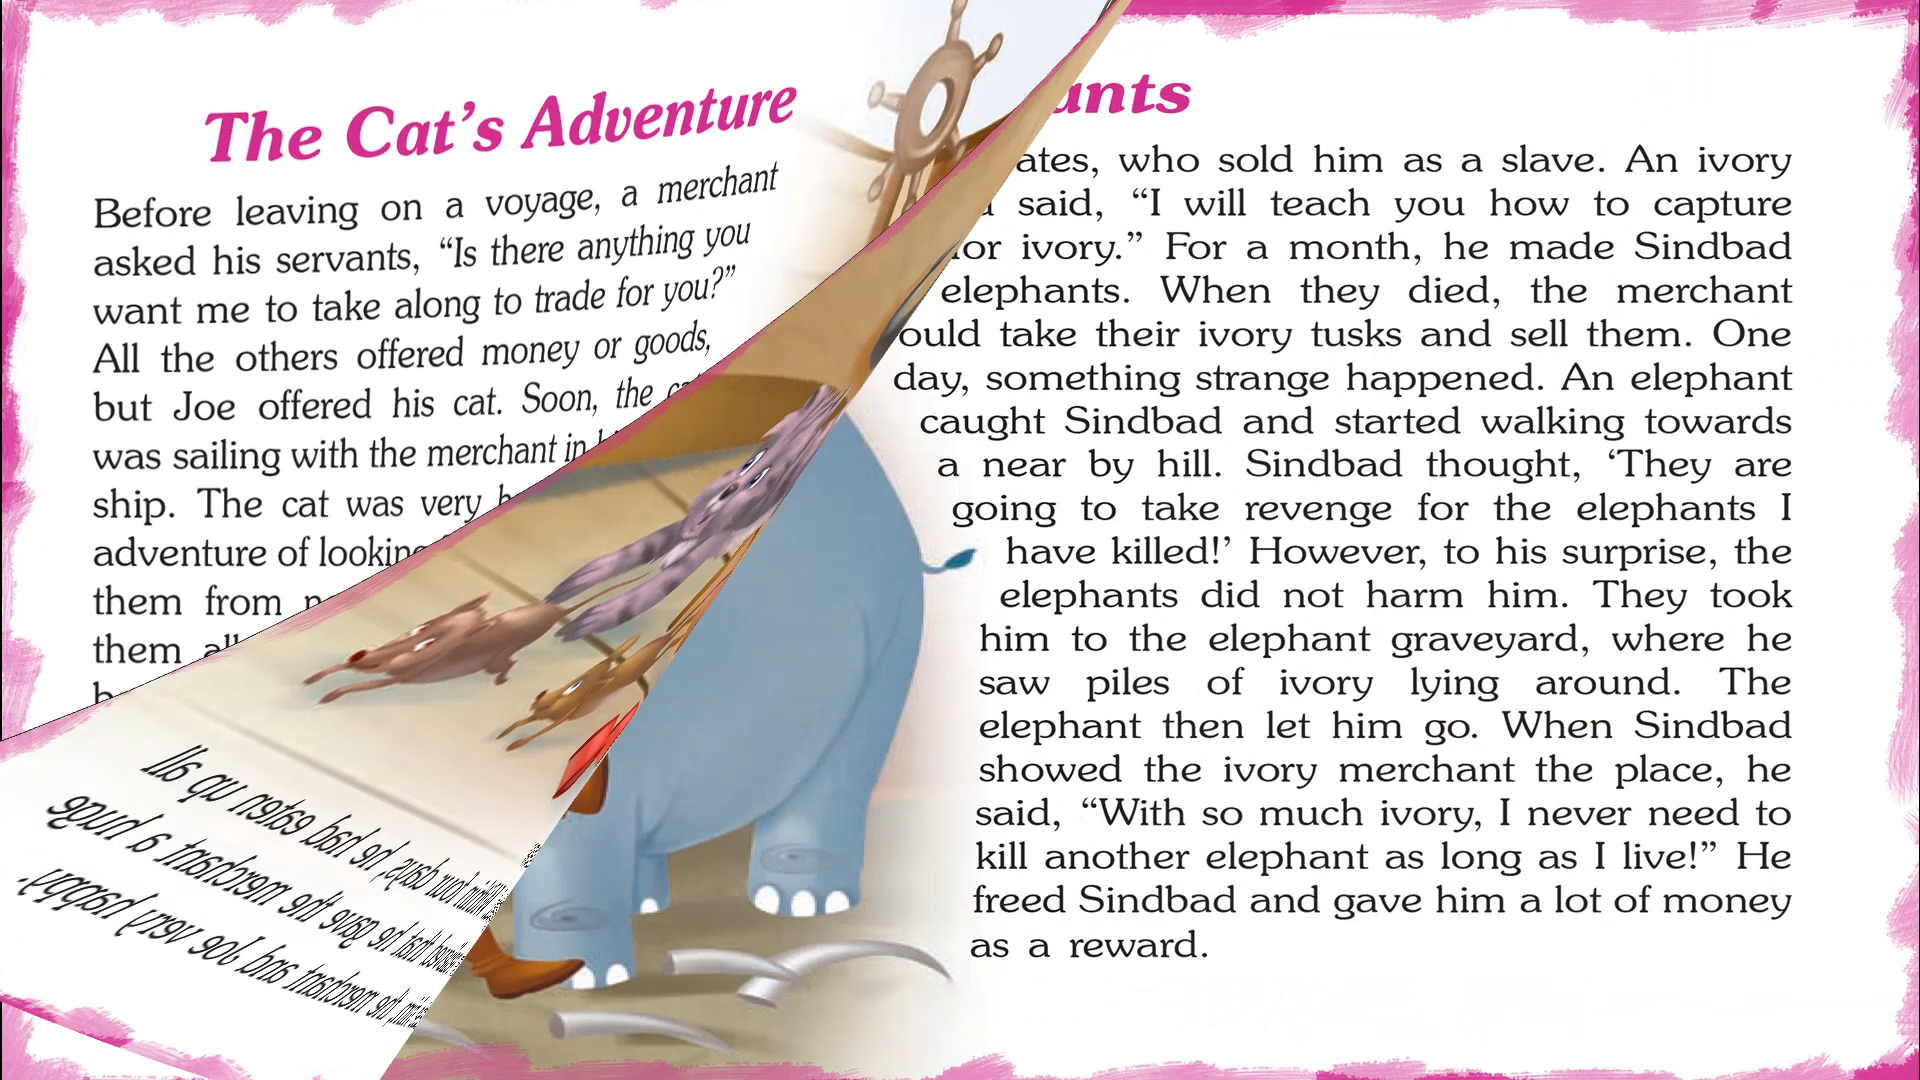 The Cat's Adventure
Before leaving on a voyage, a merchant
asked his servants, “Is there anything you
want me to take along to trade for you?”
All the others offered money or goods,
but Joe offered his cat. Soon, the
was sailing with the merchant in
ship. The cat was very
adventure of looking
them from
them
who sold him as a slave. An ivory
said, “I will teach you how to capture
ivory.” For a month, he made Sindbad
elephants. When they died, the merchant
take their ivory tusks and sell them. One
day, something strange happened. An elephant
caught Sindbad and started walking towards
a near by hill. Sindbad thought, ‘They are
going to take revenge for the elephants I
have killed!’ However, to his surprise, the
elephants did not harm him. They took
him to the elephant graveyard, where he
saw piles of ivory lying around. The
elephant then let him go. When Sindbad
showed the ivory merchant the place, he
said, “With so much ivory, I never need to
kill another elephant as long as I live!” He
freed Sindbad and gave him a lot of money
as a reward.